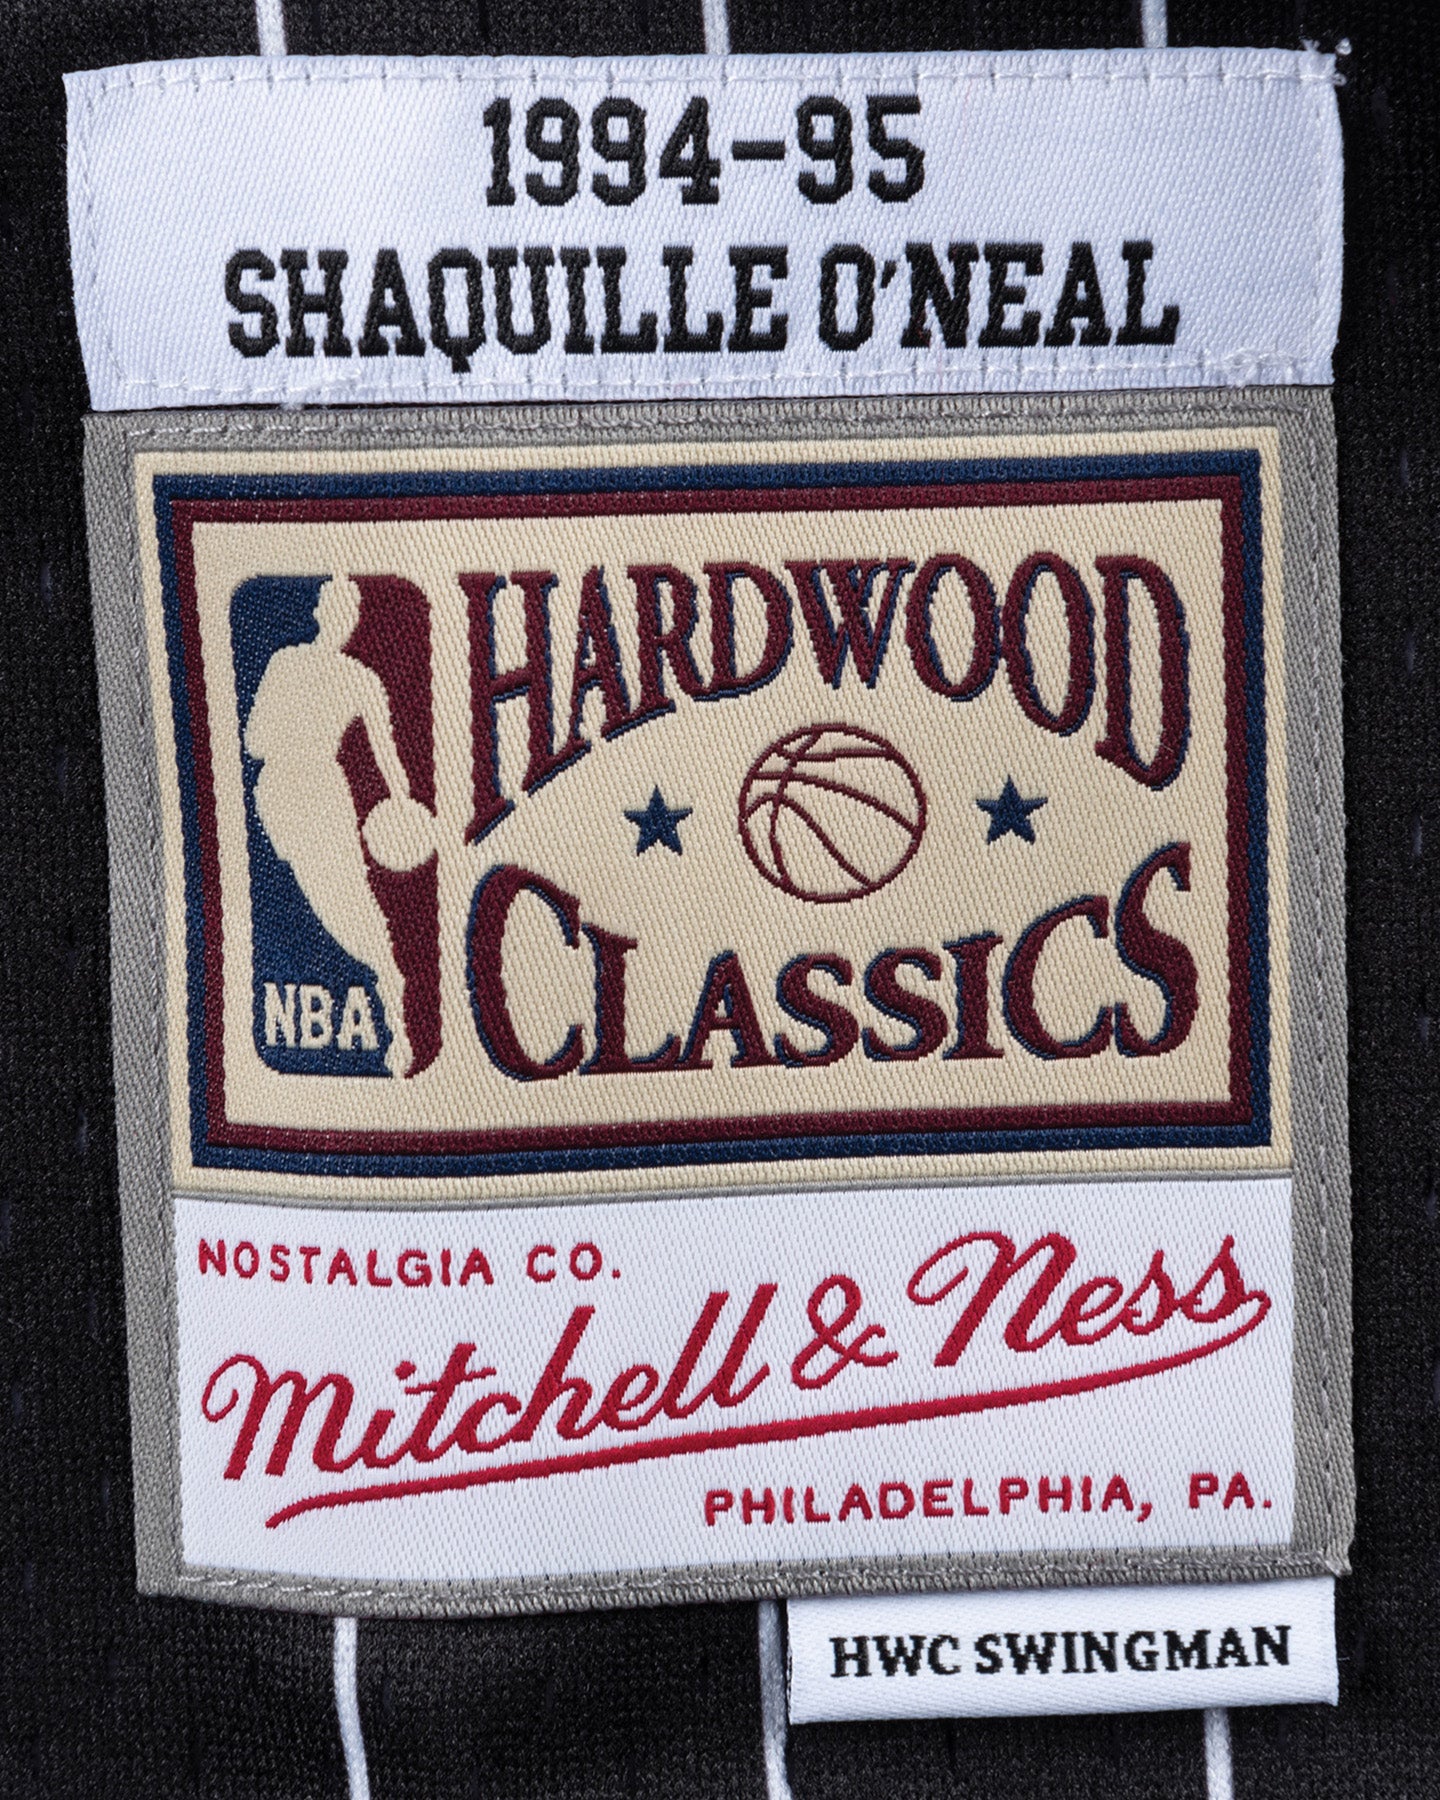 1994-95
SHAQUILLE O'NEAL
HARDWOOD
CLASSICS
NBA
NOSTALGIA CO.
Mitchell & Ness
PHILADELPHIA, PA.
HWC SWINGMAN